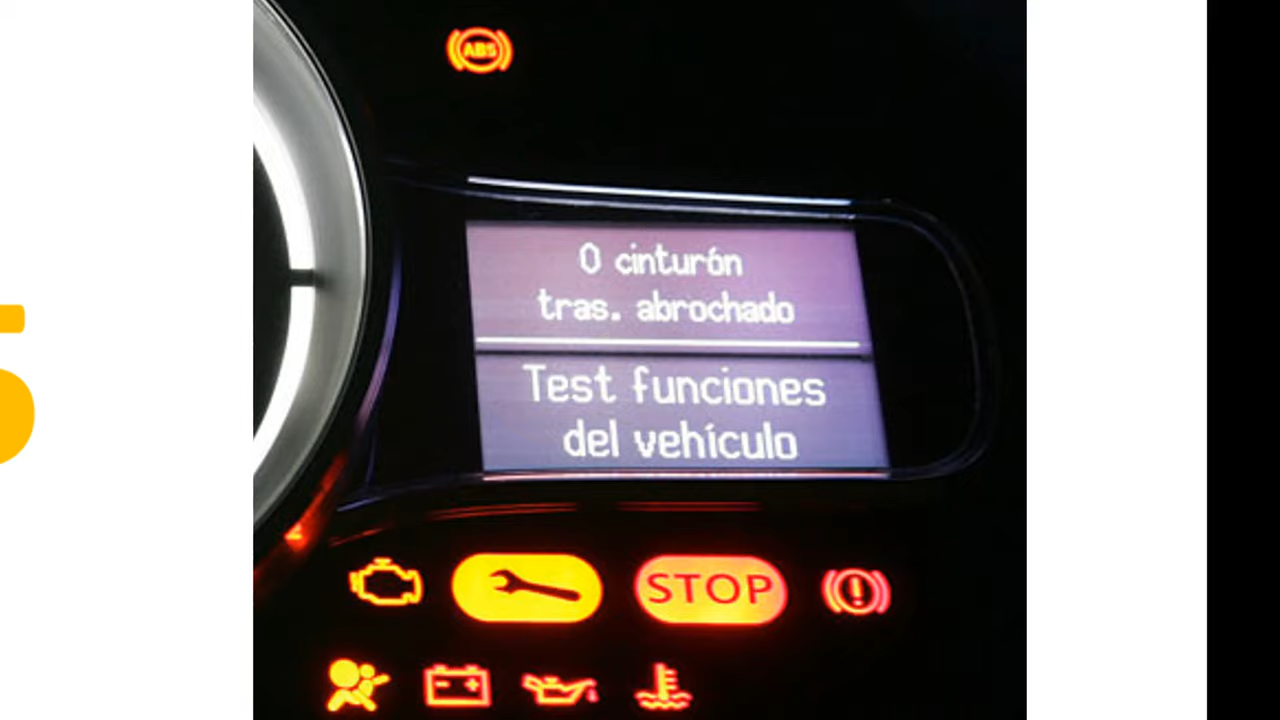 ABS
0 cinturón
tras. abrochado
Test funciones
del vehículo
STOP